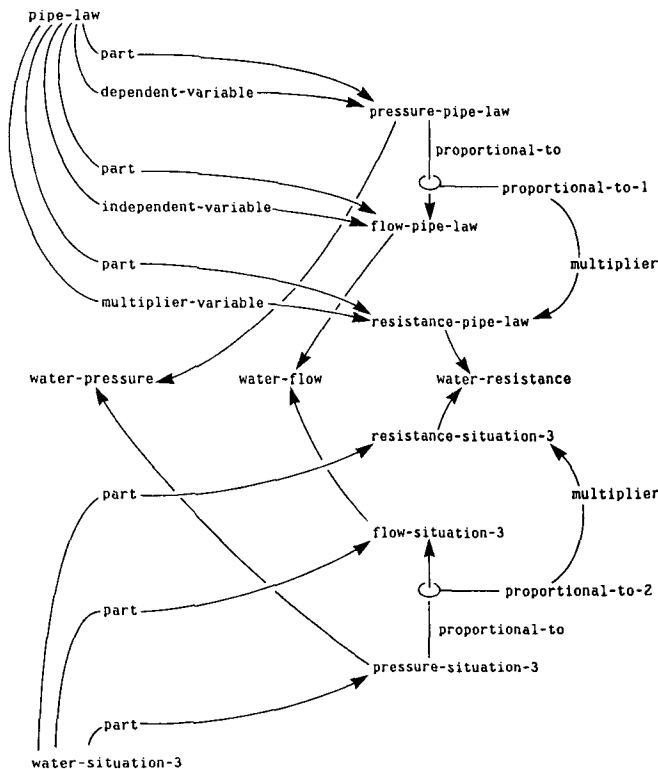 pipe-law
part
dependent-variable
pressure-pipe-law
proportional-to
part
proportional-to-1
independent-variable
flow-pipe-law
part
multiplier
multiplier-variable
resistance-pipe-law
water-pressure
water-flow
water-resistance
resistance-situation-3
part
multiplier
flow-situation-3
proportional-to-2
part
proportional-to
pressure-situation-3
part
water-situation-3